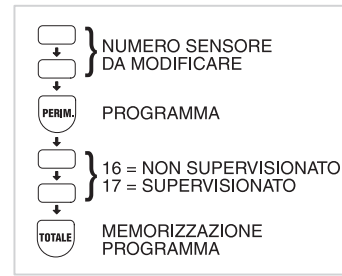 NUMERO SENSORE
DA MODIFICARE
PERIM.
PROGRAMMA
16 = NON SUPERVISIONATO
17 = SUPERVISIONATO
TOTALE
MEMORIZZAZIONE
PROGRAMMA